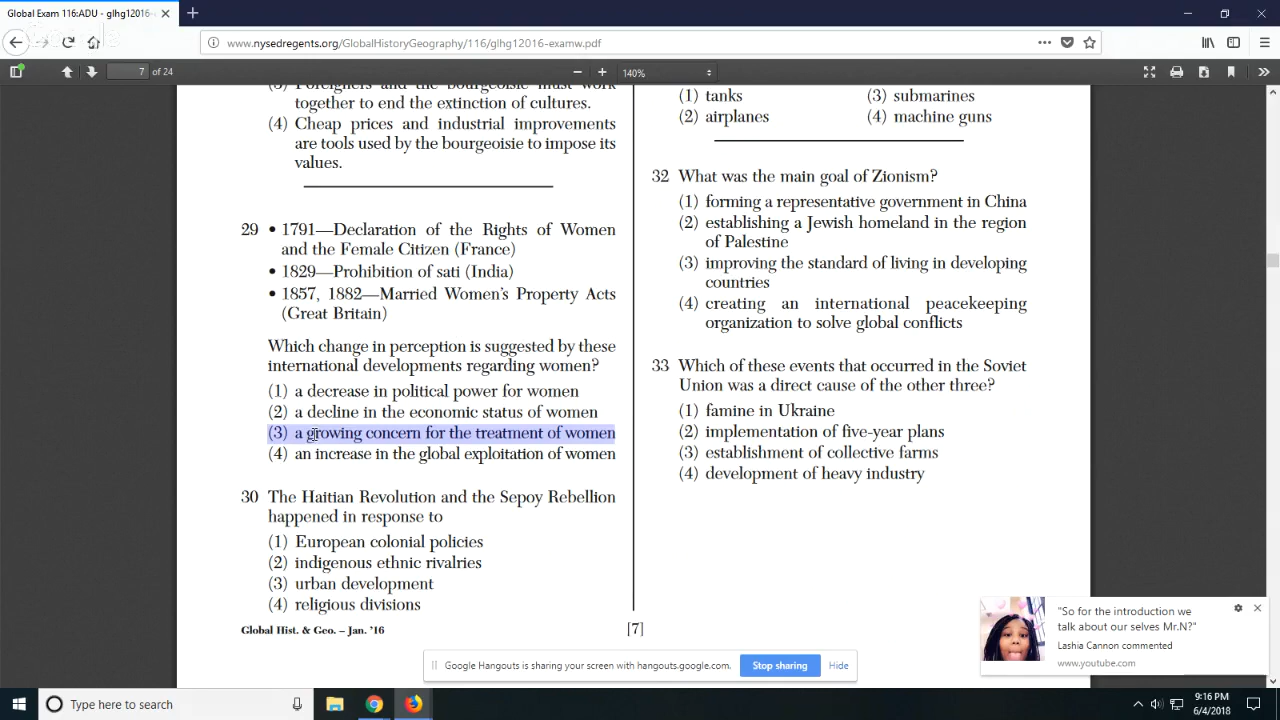 Global Exam 116:ADU - glhg12016-
www.nysedregents.org/GlobalHistoryGeography/116/glhg12016-examw.pdf
7 of 24
140%
together to end the extinction of cultures.
(4) Cheap prices and industrial improvements
are tools used by the bourgeoisie to impose its
values.
29 • 1791—Declaration of the Rights of Women
and the Female Citizen (France)
• 1829—Prohibition of sati (India)
• 1857, 1882—Married Women's Property Acts
(Great Britain)
Which change in perception is suggested by these
international developments regarding women?
(1) a decrease in political power for women
(2) a decline in the economic status of women
(3) a growing concern for the treatment of women
(4) an increase in the global exploitation of women
30 The Haitian Revolution and the Sepoy Rebellion
happened in response to
(1) European colonial policies
(2) indigenous ethnic rivalries
(3) urban development
(4) religious divisions
Global Hist. & Geo. – Jan. '16
[7]
(1) tanks (3) submarines
(2) airplanes (4) machine guns
32 What was the main goal of Zionism?
(1) forming a representative government in China
(2) establishing a Jewish homeland in the region
of Palestine
(3) improving the standard of living in developing
countries
(4) creating an international peacekeeping
organization to solve global conflicts
33 Which of these events that occurred in the Soviet
Union was a direct cause of the other three?
(1) famine in Ukraine
(2) implementation of five-year plans
(3) establishment of collective farms
(4) development of heavy industry
"So for the introduction we
talk about our selves Mr.N?"
Lashia Cannon commented
www.youtube.com
Google Hangouts is sharing your screen with hangouts.google.com.
Stop sharing
Hide
Type here to search
9:16 PM
6/4/2018